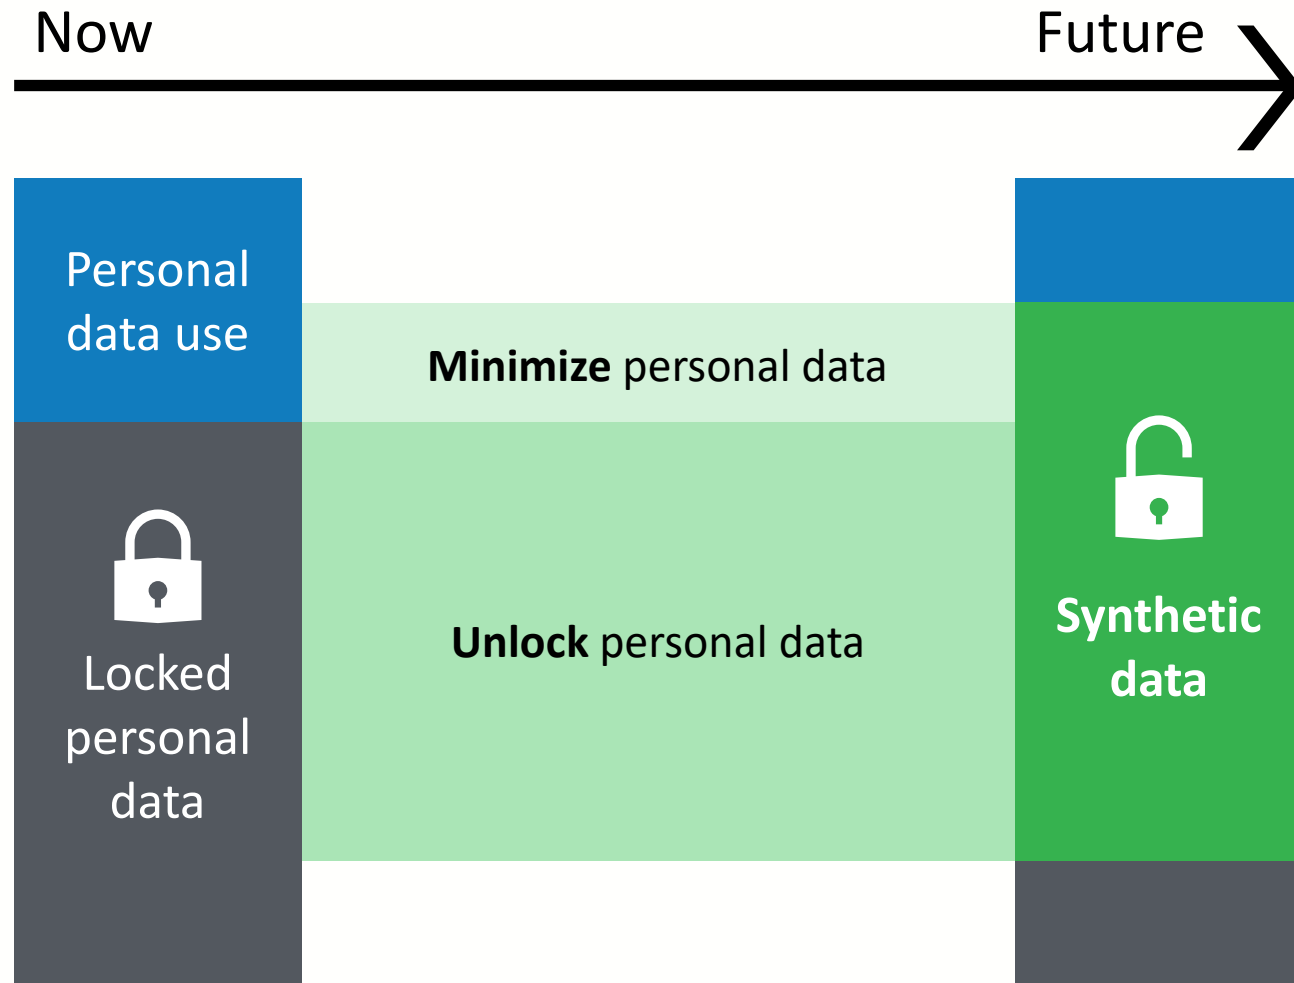 Now
Future
Personal
data use
Minimize personal data
Locked
personal
data
Unlock personal data
Synthetic
data